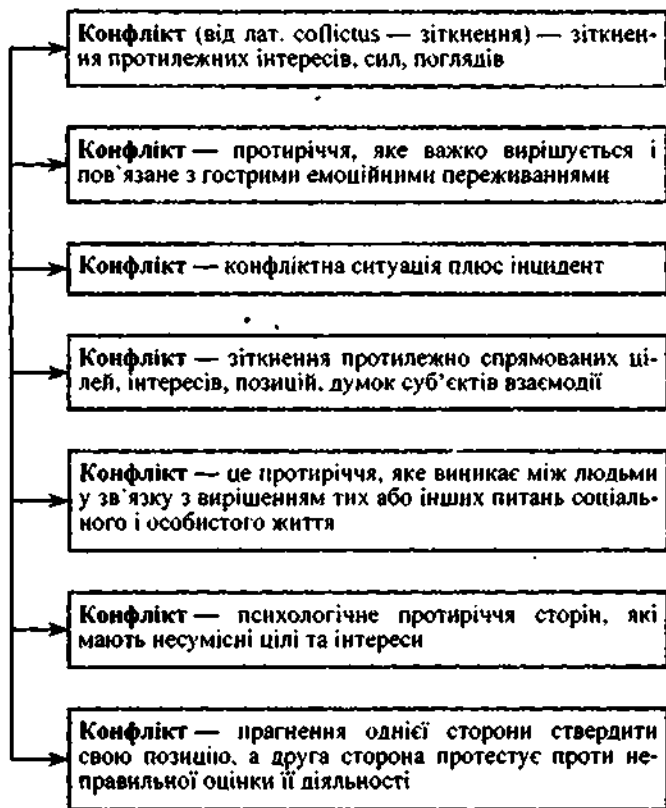 Конфлікт (від лат. coflictus — зіткнення) — зіткнен-
ня протилежних інтересів, сил, поглядів
Конфлікт — протиріччя, яке важко вирішується і
пов`язане з гострими емоційними переживаннями
Конфлікт — конфліктна ситуація плюс інцидент
Конфлікт — зіткнення протилежно спрямованих ці-
лей, інтересів, позицій, думок суб’єктів взаємодії
Конфлікт — це протиріччя, яке виникає між людьми
у зв`язку з вирішенням тих або інших питань соціаль-
ного і особистого життя
Конфлікт — психологічне протиріччя сторін, які
мають несумісні цілі та інтереси
Конфлікт — прагнення однієї сторони ствердити
свою позицію, а друга сторона протестує проти не-
правильної оцінки її діяльності